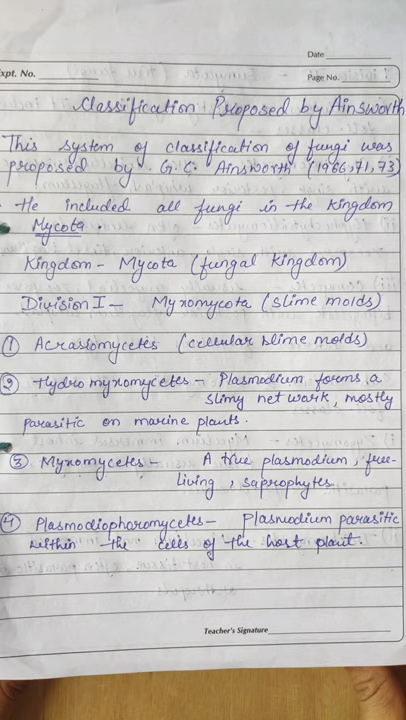 Date
Expt. No.
Page No.
Classification Proposed by Ainsworth
This system of classification of fungi was
proposed by G.C. Ainsworth (1966,71,73)
- He included all fungi in the kingdom
Mycota.
Kingdom - Mycota (fungal Kingdom)
Division I - Myxomycota (slime molds)
① Acrasiomycetes (cellular slime molds)
② Hydromyxomycetes - Plasmodium forms a
slimy net work, mostly
parasitic on marine plants.
③ Myxomycetes - A true plasmodium, free-
living, saprophytes.
④ Plasmodiophoromycetes - Plasmodium parasitic
within the cells of the host plant.
Teacher's Signature